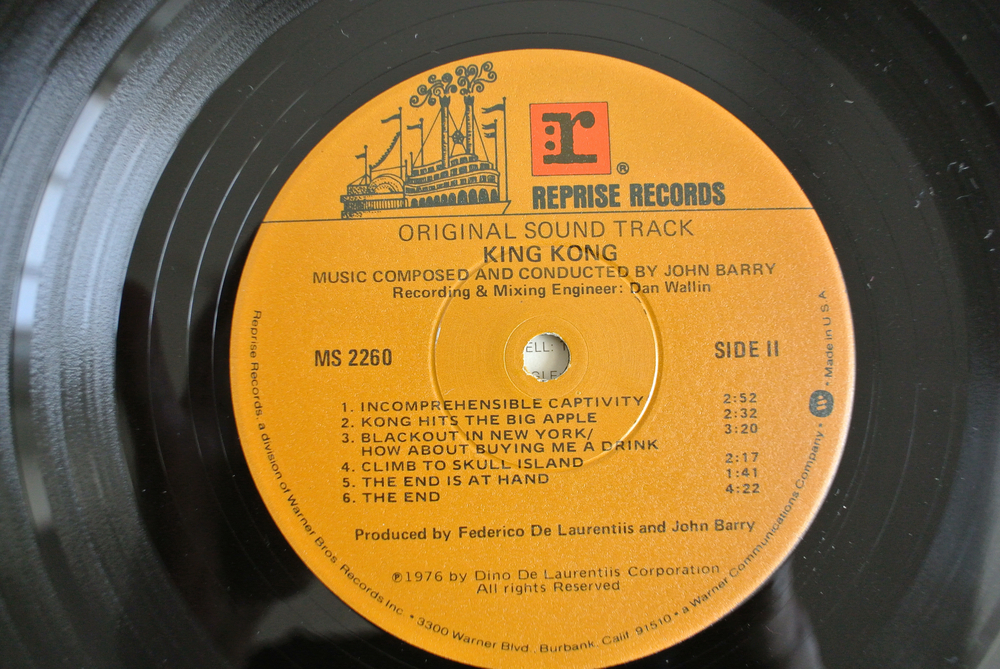 :r
®
REPRISE RECORDS
ORIGINAL SOUND TRACK
KING KONG
MUSIC COMPOSED AND CONDUCTED BY JOHN BARRY
Recording & Mixing Engineer: Dan Wallin
MS 2260
SIDE II
ELL:
GLE
1. INCOMPREHENSIBLE CAPTIVITY 2:52
2. KONG HITS THE BIG APPLE 2:32
3. BLACKOUT IN NEW YORK/ 3:20
HOW ABOUT BUYING ME A DRINK
4. CLIMB TO SKULL ISLAND 2:17
5. THE END IS AT HAND 1:41
6. THE END 4:22
Produced by Federico De Laurentiis and John Barry
℗1976 by Dino De Laurentiis Corporation
All rights Reserved
Reprise Records, a division of Warner Bros. Records Inc. • 3300 Warner Blvd., Burbank, Calif. 91510 • a Warner Communications Company • W • Made in U S A